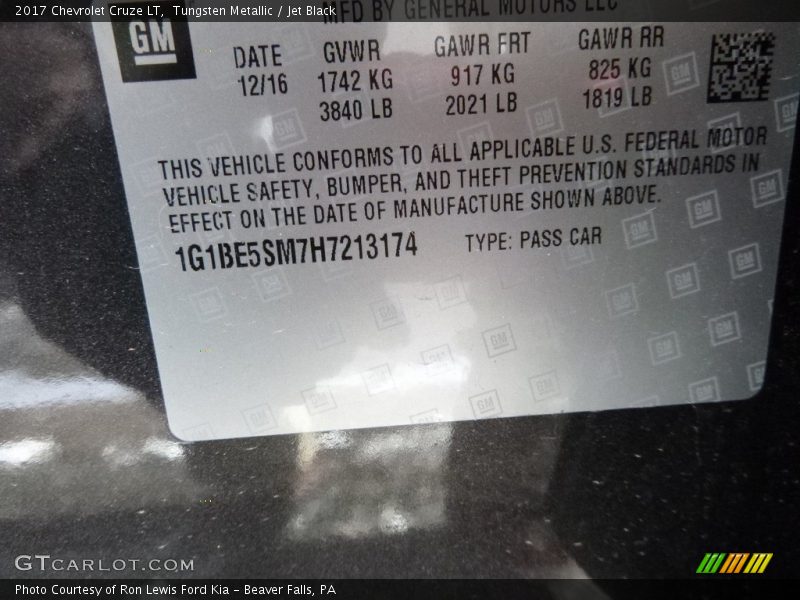 2017 Chevrolet Cruze LT,  Tungsten Metallic / Jet Black
MFD BY GENERAL MOTORS LLC
GM
DATE GVWR GAWR FRT GAWR RR
12/16 1742 KG 917 KG 825 KG
3840 LB 2021 LB 1819 LB
THIS VEHICLE CONFORMS TO ALL APPLICABLE U.S. FEDERAL MOTOR
VEHICLE SAFETY, BUMPER, AND THEFT PREVENTION STANDARDS IN
EFFECT ON THE DATE OF MANUFACTURE SHOWN ABOVE.
1G1BE5SM7H7213174 TYPE: PASS CAR
GTcarlot.com
Photo Courtesy of Ron Lewis Ford Kia - Beaver Falls, PA